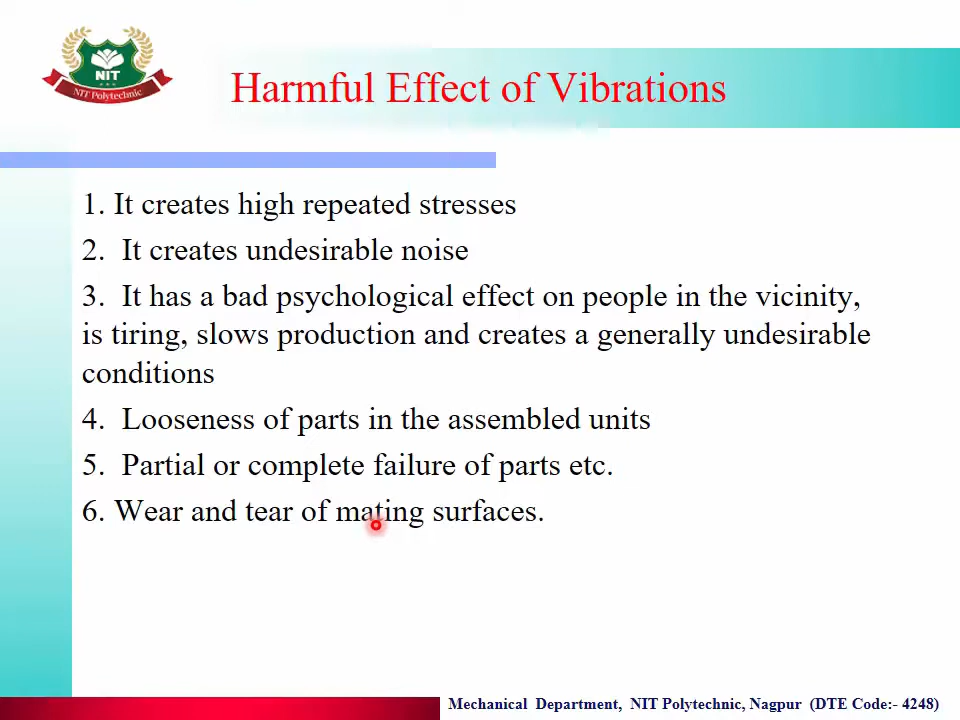 NIT
NIT Polytechnic
Harmful Effect of Vibrations
1. It creates high repeated stresses
2. It creates undesirable noise
3. It has a bad psychological effect on people in the vicinity,
is tiring, slows production and creates a generally undesirable
conditions
4. Looseness of parts in the assembled units
5. Partial or complete failure of parts etc.
6. Wear and tear of mating surfaces.
Mechanical Department, NIT Polytechnic, Nagpur (DTE Code:- 4248)